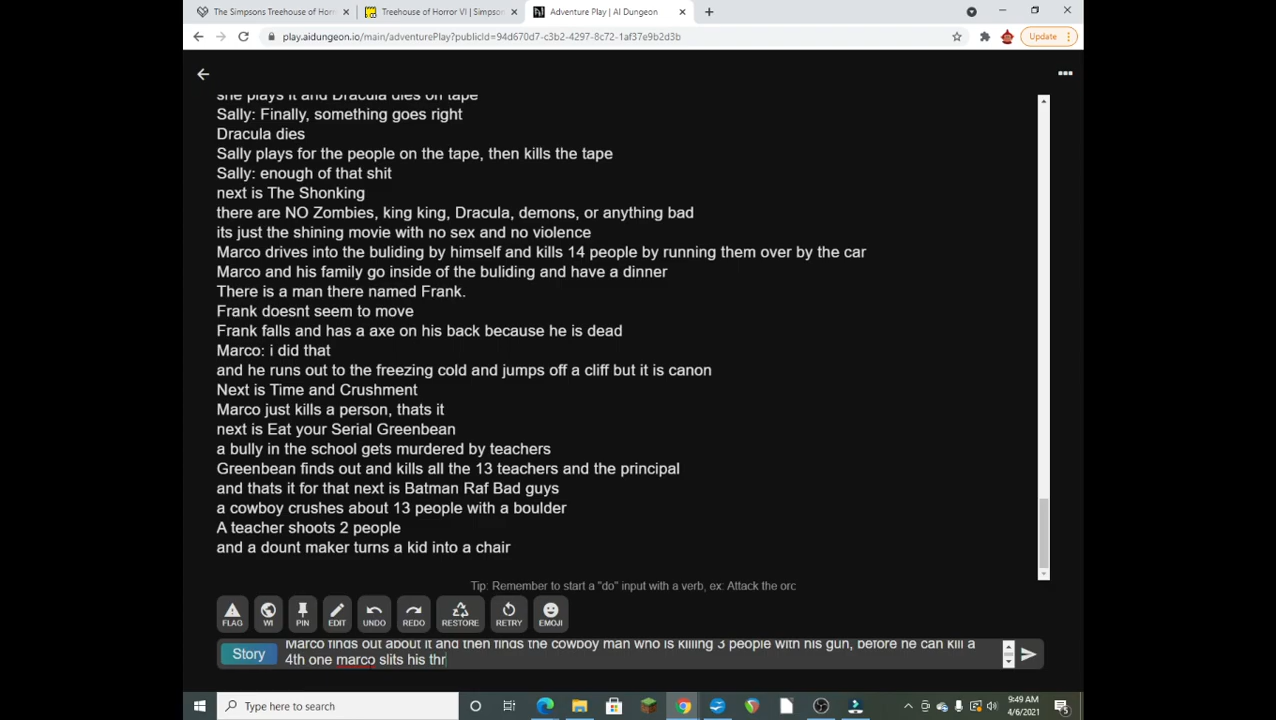 The Simpsons Treehouse of Horr
Treehouse of Horror VI | Simpson
Adventure Play | AI Dungeon
play.aidungeon.io/main/adventurePlay?publicId=94d670d7-c3b2-4297-8c72-1af37e9b2d3b
Update
she plays it and Dracula dies on tape
Sally: Finally, something goes right
Dracula dies
Sally plays for the people on the tape, then kills the tape
Sally: enough of that shit
next is The Shonking
there are NO Zombies, king king, Dracula, demons, or anything bad
its just the shining movie with no sex and no violence
Marco drives into the buliding by himself and kills 14 people by running them over by the car
Marco and his family go inside of the buliding and have a dinner
There is a man there named Frank.
Frank doesnt seem to move
Frank falls and has a axe on his back because he is dead
Marco: i did that
and he runs out to the freezing cold and jumps off a cliff but it is canon
Next is Time and Crushment
Marco just kills a person, thats it
next is Eat your Serial Greenbean
a bully in the school gets murdered by teachers
Greenbean finds out and kills all the 13 teachers and the principal
and thats it for that next is Batman Raf Bad guys
a cowboy crushes about 13 people with a boulder
A teacher shoots 2 people
and a dount maker turns a kid into a chair
Tip: Remember to start a "do" input with a verb, ex: Attack the orc
FLAG WI PIN EDIT UNDO REDO RESTORE RETRY EMOJI
Story
Marco finds out about it and then finds the cowboy man who is killing 3 people with his gun, before he can kill a
4th one marco slits his thr
Type here to search
9:49 AM
4/6/2021
5